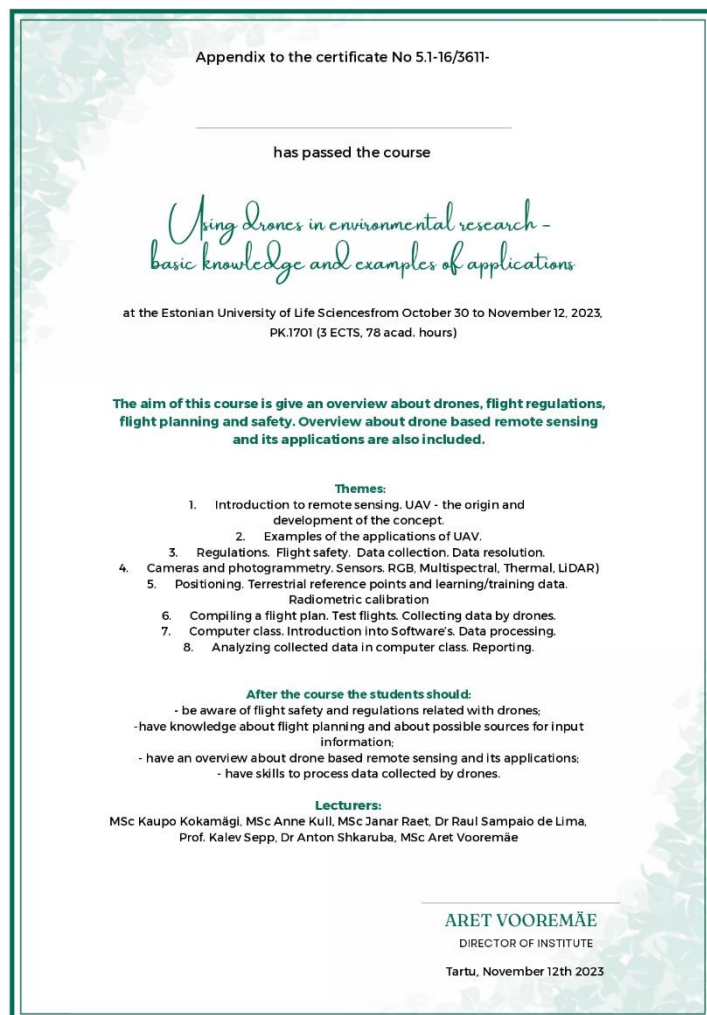 Appendix to the certificate No 5.1-16/3611-
has passed the course
Using drones in environmental research –
basic knowledge and examples of applications
at the Estonian University of Life Sciencesfrom October 30 to November 12, 2023,
PK.1701 (3 ECTS, 78 acad. hours)
The aim of this course is give an overview about drones, flight regulations,
flight planning and safety. Overview about drone based remote sensing
and its applications are also included.
Themes:
1. Introduction to remote sensing. UAV - the origin and
development of the concept.
2. Examples of the applications of UAV.
3. Regulations. Flight safety. Data collection. Data resolution.
4. Cameras and photogrammetry. Sensors. RGB, Multispectral, Thermal, LiDAR)
5. Positioning. Terrestrial reference points and learning/training data.
Radiometric calibration
6. Compiling a flight plan. Test flights. Collecting data by drones.
7. Computer class. Introduction into Software's. Data processing.
8. Analyzing collected data in computer class. Reporting.
After the course the students should:
- be aware of flight safety and regulations related with drones;
-have knowledge about flight planning and about possible sources for input
information;
- have an overview about drone based remote sensing and its applications;
- have skills to process data collected by drones.
Lecturers:
MSc Kaupo Kokamägi, MSc Anne Kull, MSc Janar Raet, Dr Raul Sampaio de Lima,
Prof. Kalev Sepp, Dr Anton Shkaruba, MSc Aret Vooremäe
ARET VOOREMÄE
DIRECTOR OF INSTITUTE
Tartu, November 12th 2023